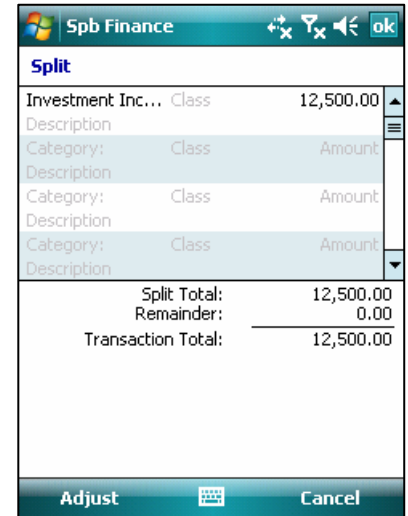 Spb Finance ok
Split
Investment Inc... Class 12,500.00
Description
Category: Class Amount
Description
Category: Class Amount
Description
Category: Class Amount
Description
Split Total: 12,500.00
Remainder: 0.00
Transaction Total: 12,500.00
Adjust Cancel